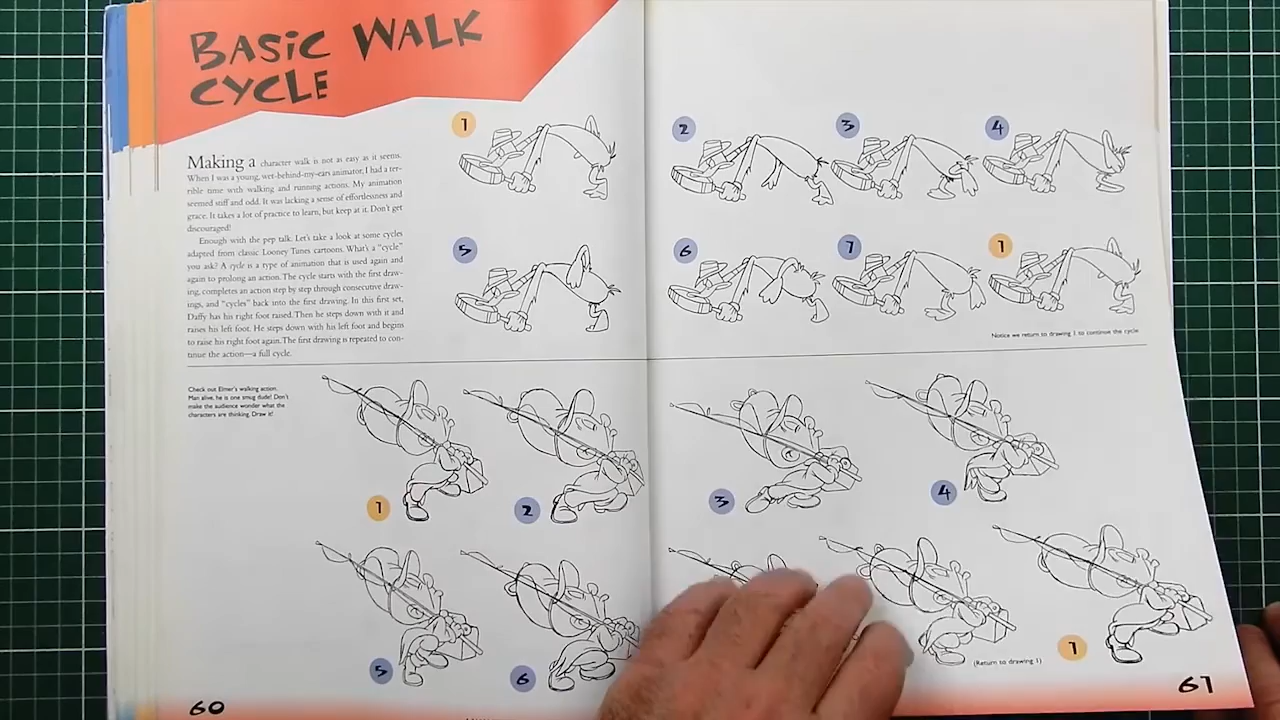 BASIC WALK
CYCLE
Making a character walk is not as easy as it seems.
When I was a young, wet-behind-my-ears animator, I had a ter-
rible time with walking and running actions. My animation
seemed stiff and odd. It was lacking a sense of effortlessness and
grace. It takes a lot of practice to learn, but keep at it. Don't get
discouraged!
Enough with the pep talk. Let's take a look at some cycles
adapted from classic Looney Tunes cartoons. What's a "cycle"
you ask? A cycle is a type of animation that is used again and
again to prolong an action. The cycle starts with the first draw-
ing, completes an action step by step through consecutive draw-
ings, and "cycles" back into the first drawing. In this first set,
Daffy has his right foot raised. Then he steps down with it and
raises his left foot. He steps down with his left foot and begins
to raise his right foot again. The first drawing is repeated to con-
tinue the action—a full cycle.
1
2
3
4
5
6
7
1
Notice we return to drawing 1 to continue the cycle
Check out Elmer's walking action.
Man alive, he is one smug dude! Don't
make the audience wonder what the
characters are thinking. Draw it!
1
2
3
4
5
6
(Return to drawing 1)
1
60
61